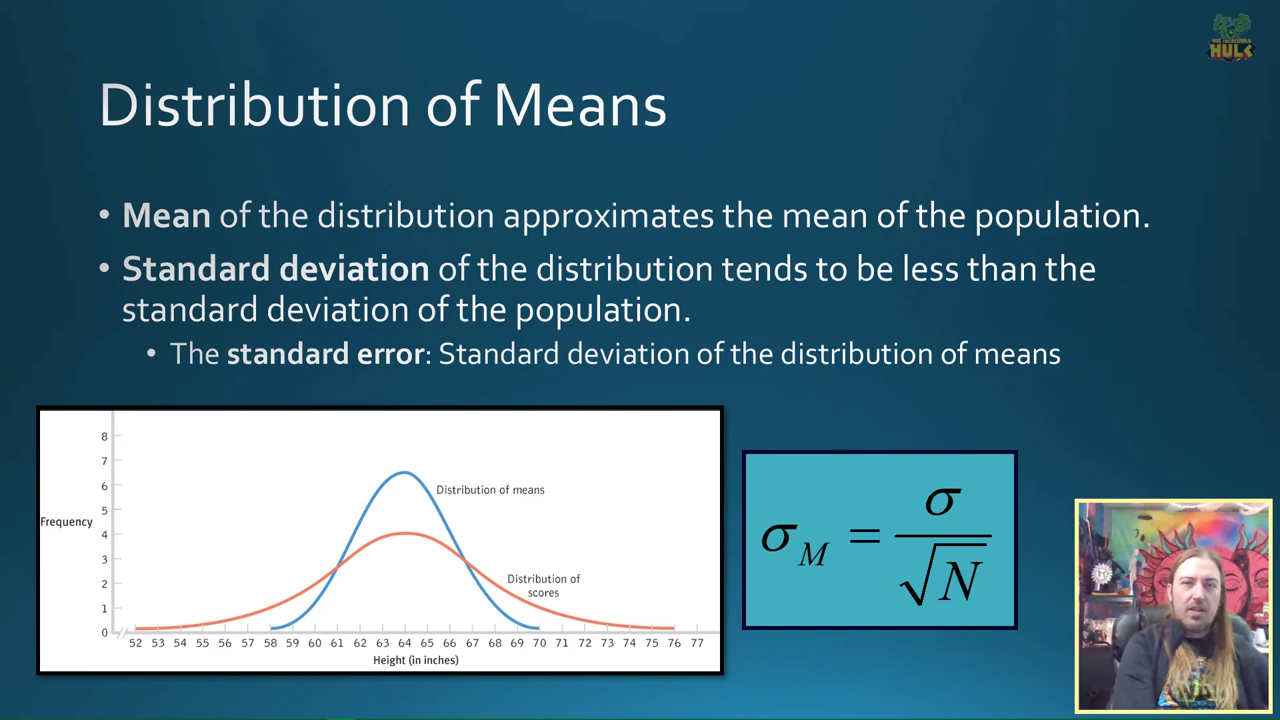 THE INCREDIBLE
HULK
Distribution of Means
• Mean of the distribution approximates the mean of the population.
• Standard deviation of the distribution tends to be less than the
standard deviation of the population.
• The standard error: Standard deviation of the distribution of means
8
7
6
5
4
3
2
1
0
Frequency
Distribution of means
Distribution of
scores
52 53 54 55 56 57 58 59 60 61 62 63 64 65 66 67 68 69 70 71 72 73 74 75 76 77
Height (in inches)
σ_M = σ / √N